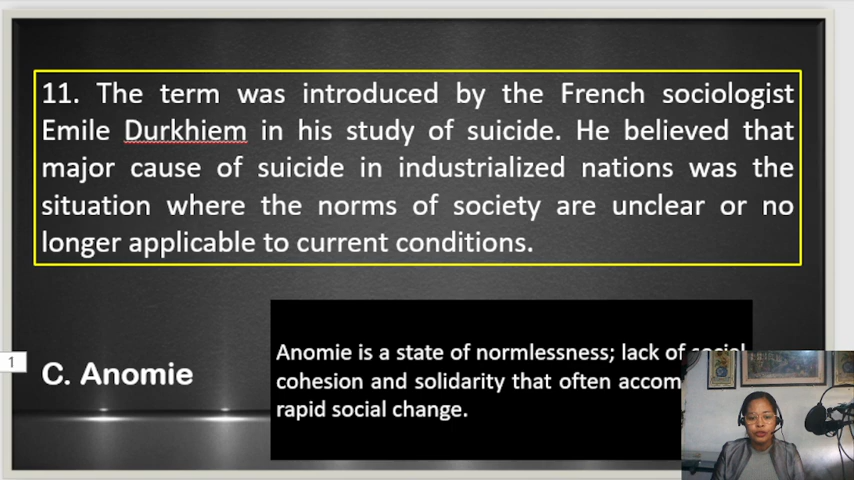 11. The term was introduced by the French sociologist
Emile Durkhiem in his study of suicide. He believed that
major cause of suicide in industrialized nations was the
situation where the norms of society are unclear or no
longer applicable to current conditions.
1
C. Anomie
Anomie is a state of normlessness; lack of social
cohesion and solidarity that often accom
rapid social change.